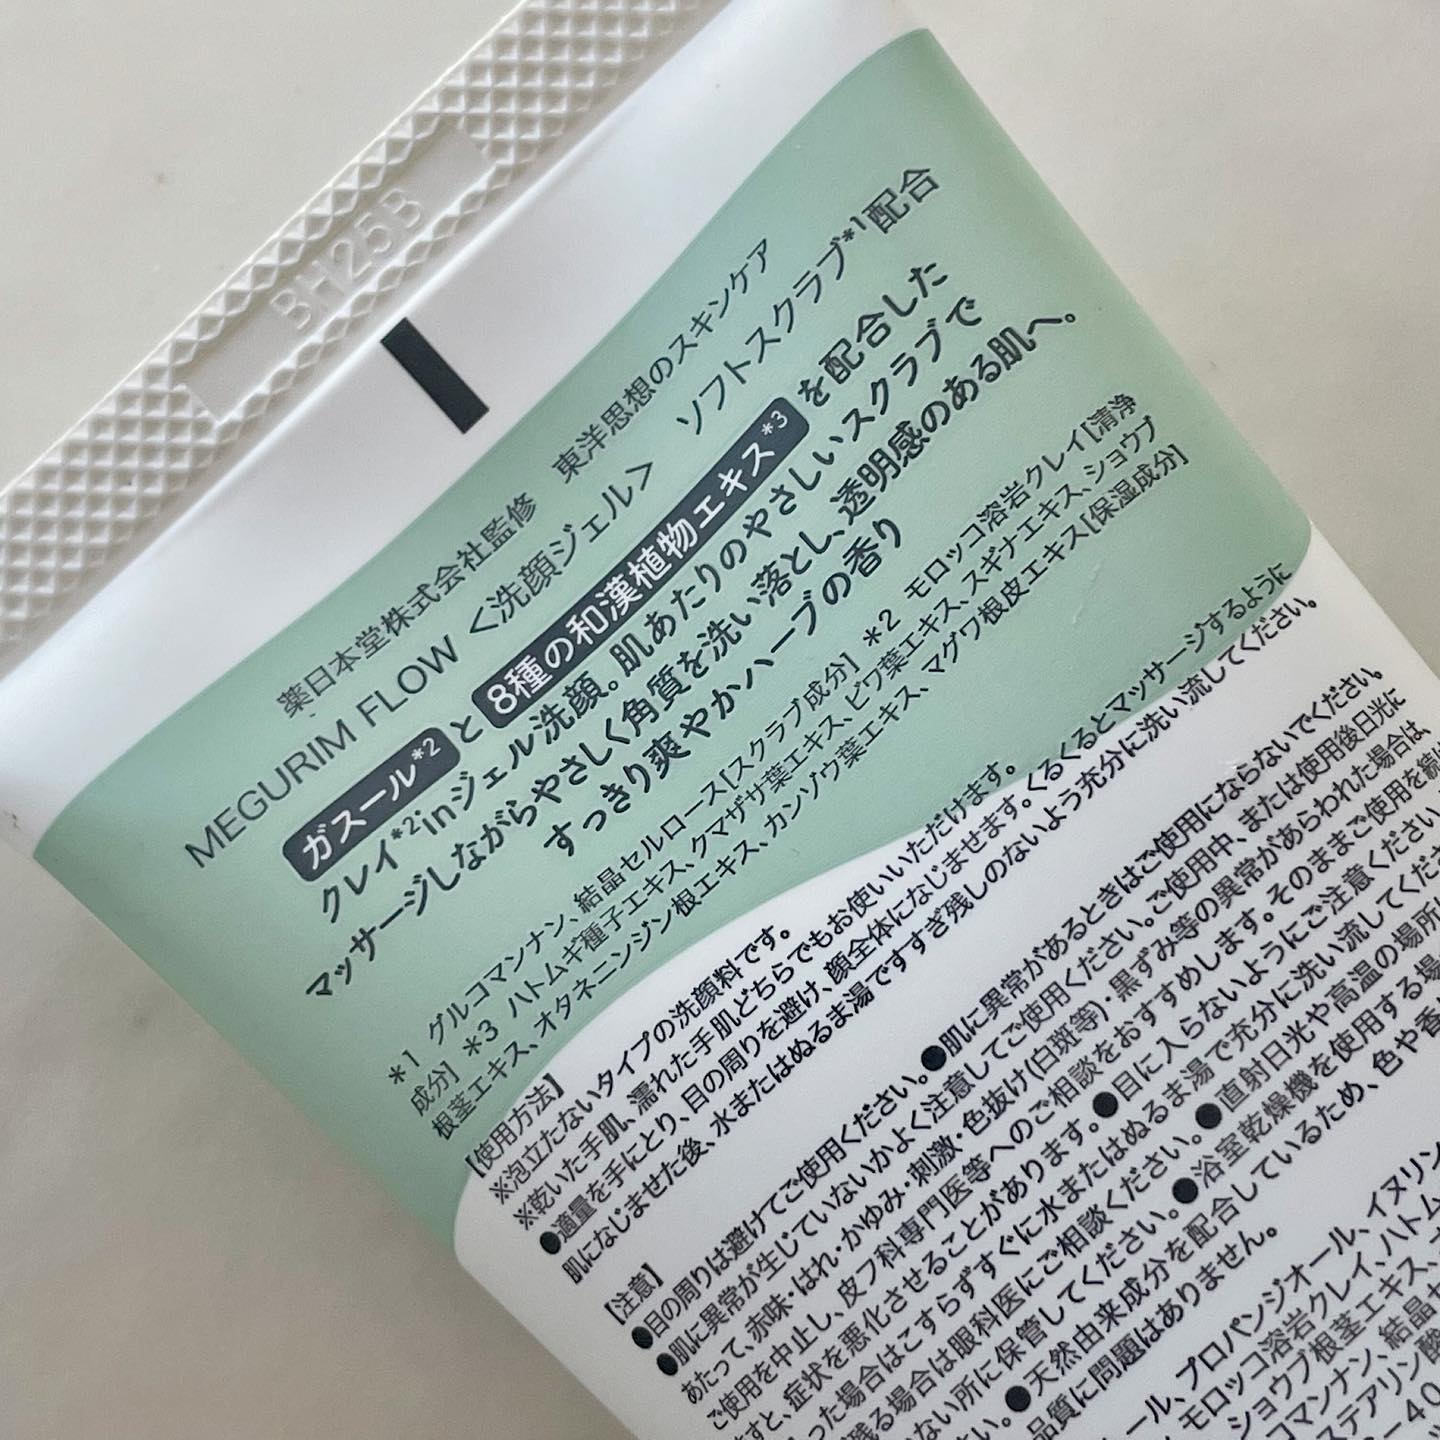 BH25B
薬日本堂株式会社監修　東洋思想のスキンケア
MEGURIM FLOW <洗顔ジェル>　ソフトスクラブ*1配合
ガスール*2と8種の和漢植物エキス*3を配合した
クレイ*2inジェル洗顔。肌あたりのやさしいスクラブで
マッサージしながらやさしく角質を洗い落とし、透明感のある肌へ。
すっきり爽やかハーブの香り
*1 グルコマンナン、結晶セルロース[スクラブ成分] *2 モロッコ溶岩クレイ[清浄
成分] *3 ハトムギ種子エキス、クマザサ葉エキス、ビワ葉エキス、スギナエキス、ショウブ
根茎エキス、オタネニンジン根エキス、カンゾウ葉エキス、マグワ根皮エキス[保湿成分]
【使用方法】
※泡立たないタイプの洗顔料です。
※乾いた手肌、濡れた手肌どちらでもお使いいただけます。
●適量を手にとり、目の周りを避け、顔全体になじませます。くるくるとマッサージするように
肌になじませた後、水またはぬるま湯ですすぎ残しのないよう充分に洗い流してください。
【注意】
●目の周りは避けてご使用ください。●肌に異常があるときはご使用にならないでください。
●肌に異常が生じていないかよく注意してご使用ください。ご使用中、または使用後日光に
あたって、赤味・はれ・かゆみ・刺激・色抜け(白斑等)・黒ずみ等の異常があらわれた場合は、
ご使用を中止し、皮フ科専門医等へのご相談をおすすめします。そのままご使用を続け
ますと、症状を悪化させることがあります。●目に入らないようにご注意ください
った場合はこすらずすぐに水またはぬるま湯で充分に洗い流してくだ
残る場合は眼科医にご相談ください。●直射日光や高温の場所
ない所に保管してください。●浴室乾燥機を使用する場
い。●天然由来成分を配合しているため、色や香
品質に問題はありません。
ール、プロパンジオール、イヌリン
モロッコ溶岩クレイ、ハトム
ショウブ根茎エキス、
コマンナン、結晶セ
ステアリン酸
-40